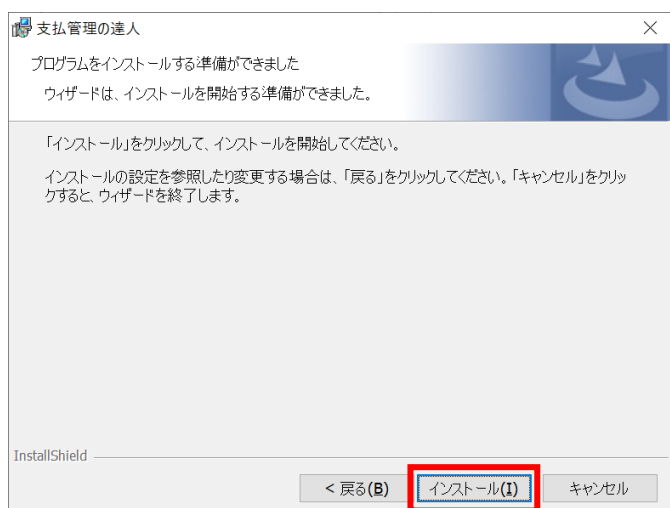 支払管理の達人
プログラムをインストールする準備ができました
ウィザードは、インストールを開始する準備ができました。
「インストール」をクリックして、インストールを開始してください。
インストールの設定を参照したり変更する場合は、「戻る」をクリックしてください。「キャンセル」をクリッ
クすると、ウィザードを終了します。
InstallShield
< 戻る(B) インストール(I) キャンセル